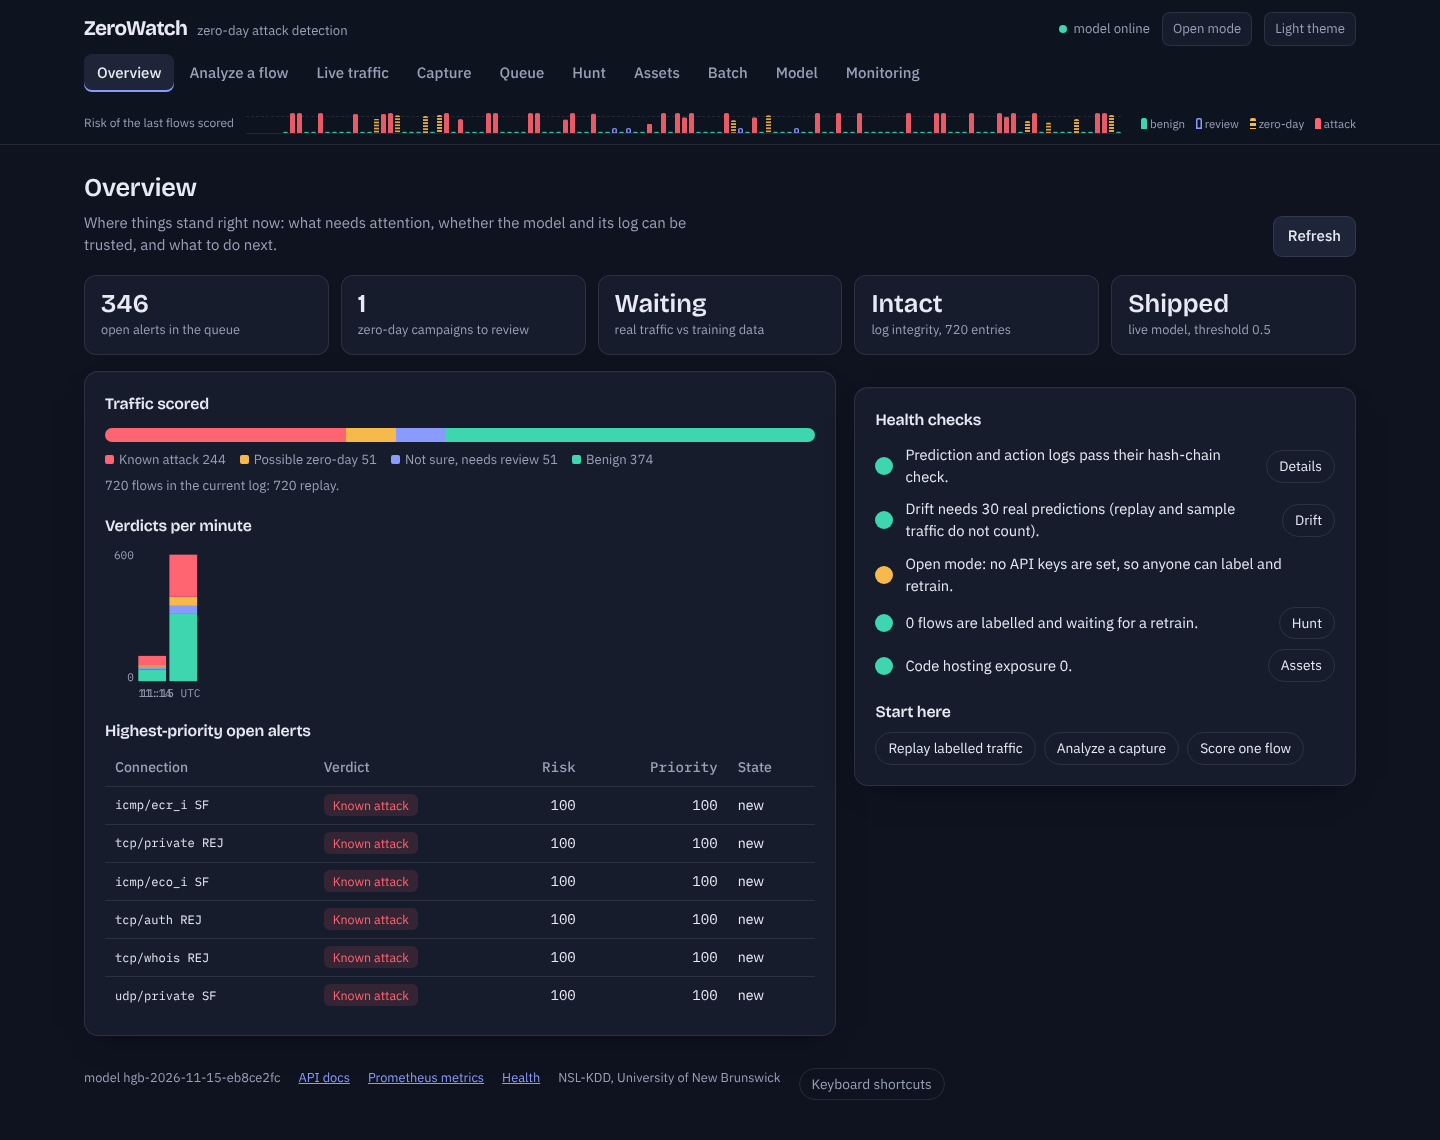 ZeroWatch zero-day attack detection
model online Open mode Light theme
Overview Analyze a flow Live traffic Capture Queue Hunt Assets Batch Model Monitoring
Risk of the last flows scored benign review zero-day attack
Overview
Where things stand right now: what needs attention, whether the model and its log can be
trusted, and what to do next.
Refresh
346
open alerts in the queue
1
zero-day campaigns to review
Waiting
real traffic vs training data
Intact
log integrity, 720 entries
Shipped
live model, threshold 0.5
Traffic scored
Known attack 244 Possible zero-day 51 Not sure, needs review 51 Benign 374
720 flows in the current log: 720 replay.
Verdicts per minute
600
0
UTC
Highest-priority open alerts
Connection Verdict Risk Priority State
icmp/ecr_i SF Known attack 100 100 new
tcp/private REJ Known attack 100 100 new
icmp/eco_i SF Known attack 100 100 new
tcp/auth REJ Known attack 100 100 new
tcp/whois REJ Known attack 100 100 new
udp/private SF Known attack 100 100 new
Health checks
Prediction and action logs pass their hash-chain
check.
Details
Drift needs 30 real predictions (replay and sample
traffic do not count).
Drift
Open mode: no API keys are set, so anyone can label and
retrain.
0 flows are labelled and waiting for a retrain. Hunt
Code hosting exposure 0. Assets
Start here
Replay labelled traffic Analyze a capture Score one flow
model hgb-2026-11-15-eb8ce2fc API docs Prometheus metrics Health NSL-KDD, University of New Brunswick Keyboard shortcuts